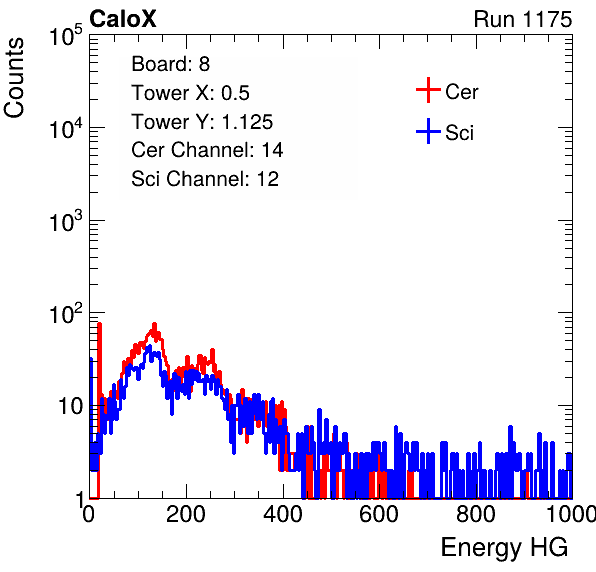 CaloX Run 1175
Counts
10^5
10^4
10^3
10^2
10
1
Board: 8
Tower X: 0.5
Tower Y: 1.125
Cer Channel: 14
Sci Channel: 12
Cer
Sci
0 200 400 600 800 1000
Energy HG